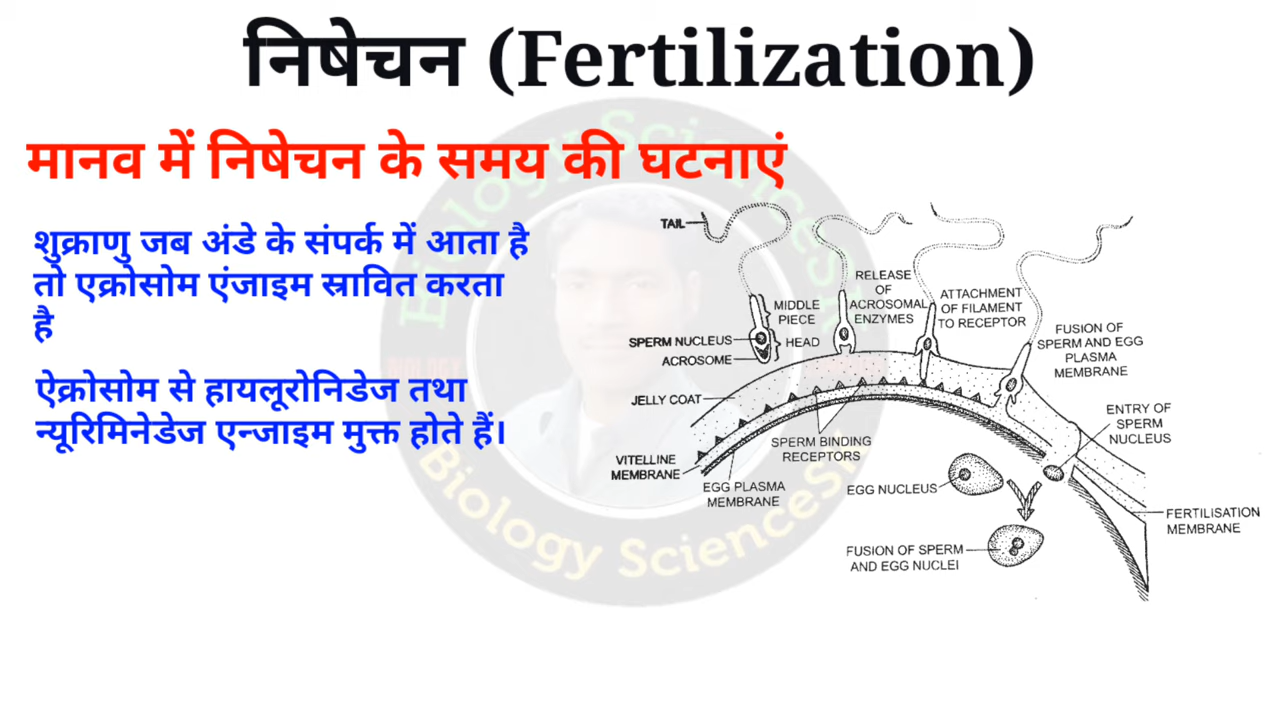 निषेचन (Fertilization)
मानव में निषेचन के समय की घटनाएं
शुक्राणु जब अंडे के संपर्क में आता है
तो एक्रोसोम एंजाइम स्रावित करता
है
ऐक्रोसोम से हायलूरोनिडेज तथा
न्यूरिमिनेडेज एन्जाइम मुक्त होते हैं।
TAIL
MIDDLE
PIECE
SPERM NUCLEUS
HEAD
ACROSOME
RELEASE
OF
ACROSOMAL
ENZYMES
ATTACHMENT
OF FILAMENT
TO RECEPTOR
FUSION OF
SPERM AND EGG
PLASMA
MEMBRANE
JELLY COAT
ENTRY OF
SPERM
NUCLEUS
SPERM BINDING
RECEPTORS
VITELLINE
MEMBRANE
EGG PLASMA
MEMBRANE
EGG NUCLEUS
FERTILISATION
MEMBRANE
FUSION OF SPERM
AND EGG NUCLEI
BIOLOGY
Biology Science